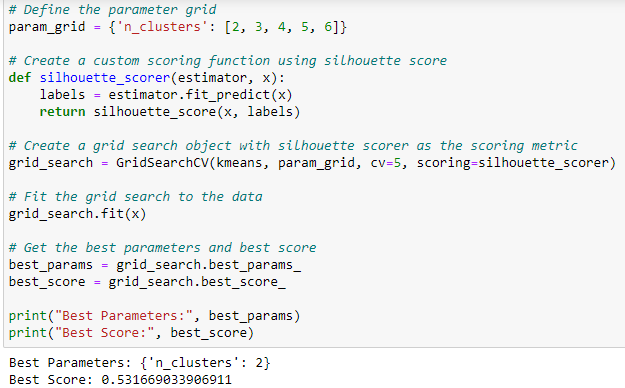 # Define the parameter grid
param_grid = {'n_clusters': [2, 3, 4, 5, 6]}
# Create a custom scoring function using silhouette score
def silhouette_scorer(estimator, x):
    labels = estimator.fit_predict(x)
    return silhouette_score(x, labels)
# Create a grid search object with silhouette scorer as the scoring metric
grid_search = GridSearchCV(kmeans, param_grid, cv=5, scoring=silhouette_scorer)
# Fit the grid search to the data
grid_search.fit(x)
# Get the best parameters and best score
best_params = grid_search.best_params_
best_score = grid_search.best_score_
print("Best Parameters:", best_params)
print("Best Score:", best_score)
Best Parameters: {'n_clusters': 2}
Best Score: 0.531669033906911